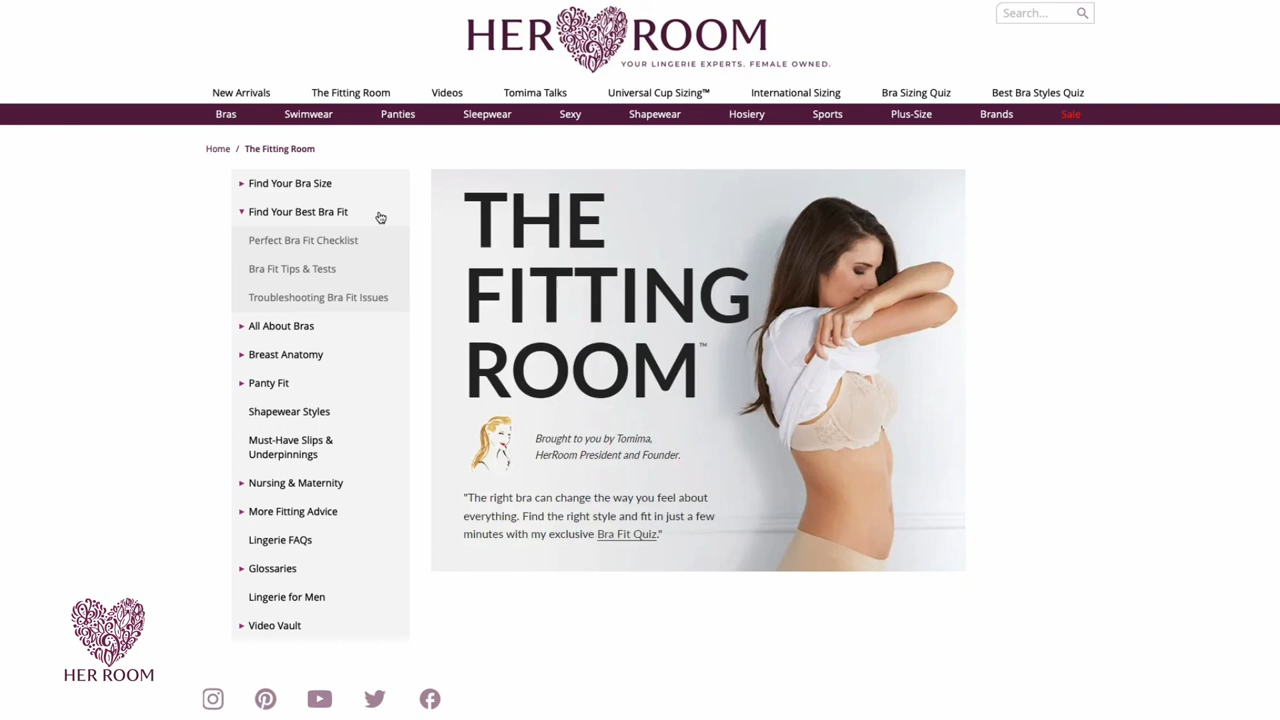 HER ROOM
YOUR LINGERIE EXPERTS. FEMALE OWNED.
Search...
New Arrivals The Fitting Room Videos Tomima Talks Universal Cup Sizing™ International Sizing Bra Sizing Quiz Best Bra Styles Quiz
Bras Swimwear Panties Sleepwear Sexy Shapewear Hosiery Sports Plus-Size Brands Sale
Home / The Fitting Room
Find Your Bra Size
Find Your Best Bra Fit
Perfect Bra Fit Checklist
Bra Fit Tips & Tests
Troubleshooting Bra Fit Issues
All About Bras
Breast Anatomy
Panty Fit
Shapewear Styles
Must-Have Slips &
Underpinnings
Nursing & Maternity
More Fitting Advice
Lingerie FAQs
Glossaries
Lingerie for Men
Video Vault
THE
FITTING
ROOM™
Brought to you by Tomima,
HerRoom President and Founder.
"The right bra can change the way you feel about
everything. Find the right style and fit in just a few
minutes with my exclusive Bra Fit Quiz."
HER ROOM